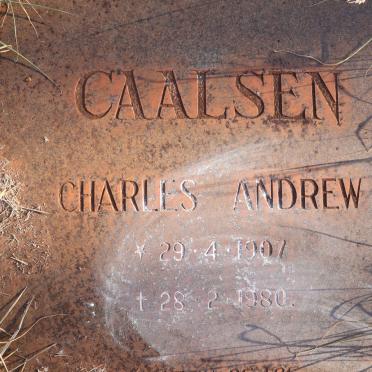 CAALSEN
CHARLES ANDREW
* 29·4·1907
† 28·2·1980.